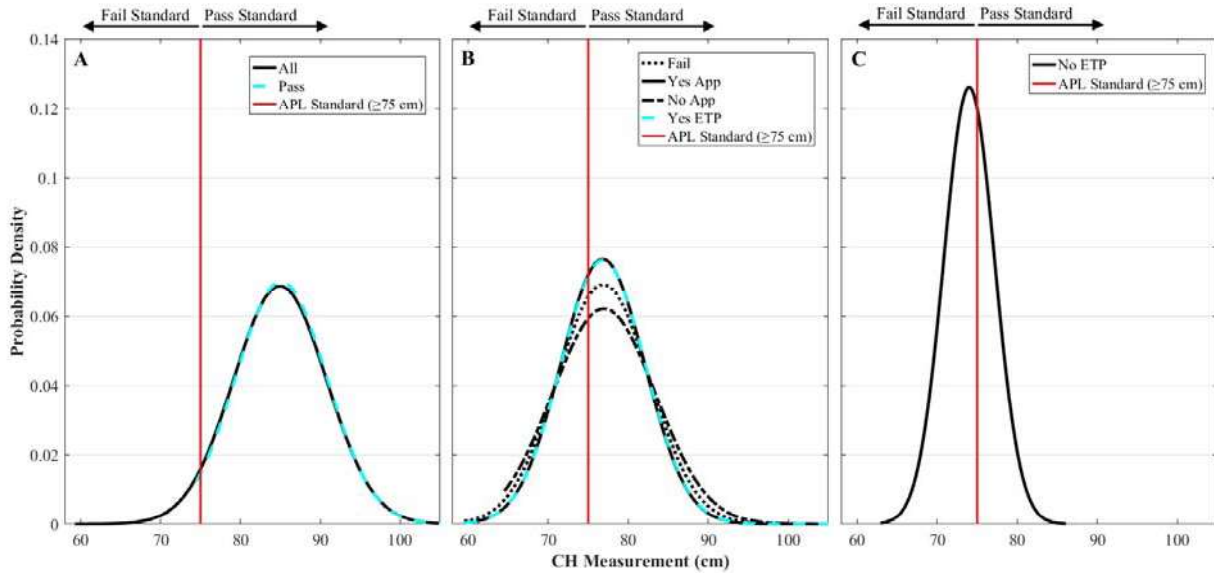 Fail Standard Pass Standard
Fail Standard Pass Standard
Fail Standard Pass Standard
Probability Density
0.14
0.12
0.1
0.08
0.06
0.04
0.02
0
A
All
Pass
APL Standard (≥75 cm)
60 70 80 90 100
B
Fail
Yes App
No App
Yes ETP
APL Standard (≥75 cm)
60 70 80 90 100
C
No ETP
APL Standard (≥75 cm)
60 70 80 90 100
CH Measurement (cm)